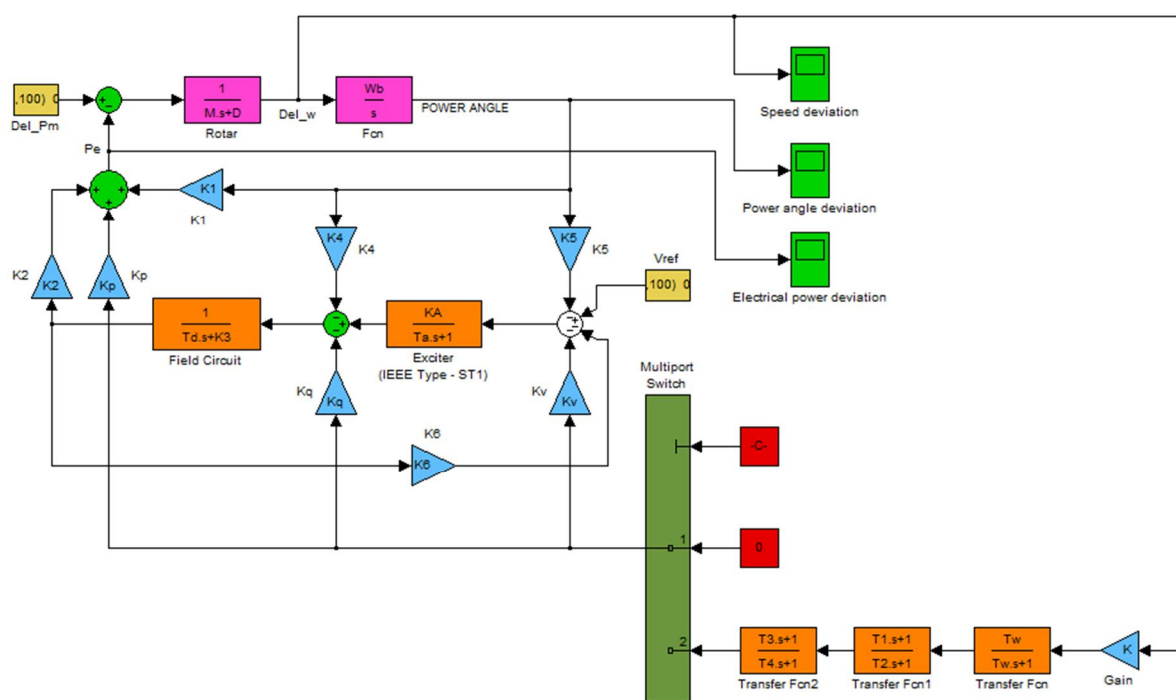 ,100) 0
Del_Pm
1
M.s+D
Rotar
Del_w
Wb
s
Fcn
POWER ANGLE
Speed deviation
Pe
K1
K1
Power angle deviation
K2
K2
Kp
Kp
K4
K4
K5
K5
Vref
,100) 0
Electrical power deviation
1
Td.s+K3
Field Circuit
KA
Ta.s+1
Exciter
(IEEE Type - ST1)
Kq
Kq
Kv
Kv
Multiport
Switch
K6
K6
-C-
1
0
2
T3.s+1
T4.s+1
Transfer Fcn2
T1.s+1
T2.s+1
Transfer Fcn1
Tw
Tw.s+1
Transfer Fcn
K
Gain